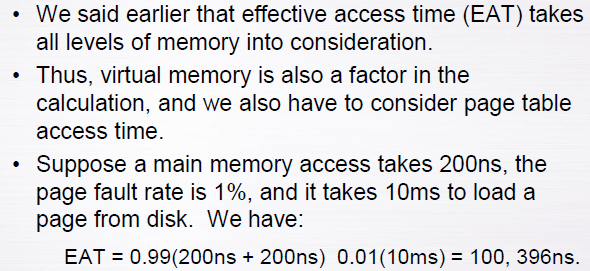 • We said earlier that effective access time (EAT) takes
all levels of memory into consideration.
• Thus, virtual memory is also a factor in the
calculation, and we also have to consider page table
access time.
• Suppose a main memory access takes 200ns, the
page fault rate is 1%, and it takes 10ms to load a
page from disk.  We have:
EAT = 0.99(200ns + 200ns)  0.01(10ms) = 100, 396ns.